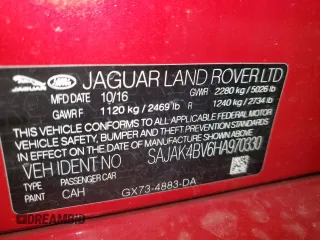 JAGUAR LAND ROVER LTD
MFD DATE 10/16 GVWR 2280 kg / 5026 lb
GAWR F 1120 kg / 2469 lb R 1240 kg / 2734 lb
THIS VEHICLE CONFORMS TO ALL APPLICABLE FEDERAL MOTOR
VEHICLE SAFETY, BUMPER AND THEFT PREVENTION STANDARDS
IN EFFECT ON THE DATE OF MANUFACTURE SHOWN ABOVE
VEH IDENT NO. SAJAK4BV6HA970330
TYPE PASSENGER CAR
PAINT CAH GX73-4883-DA
DREAMBID